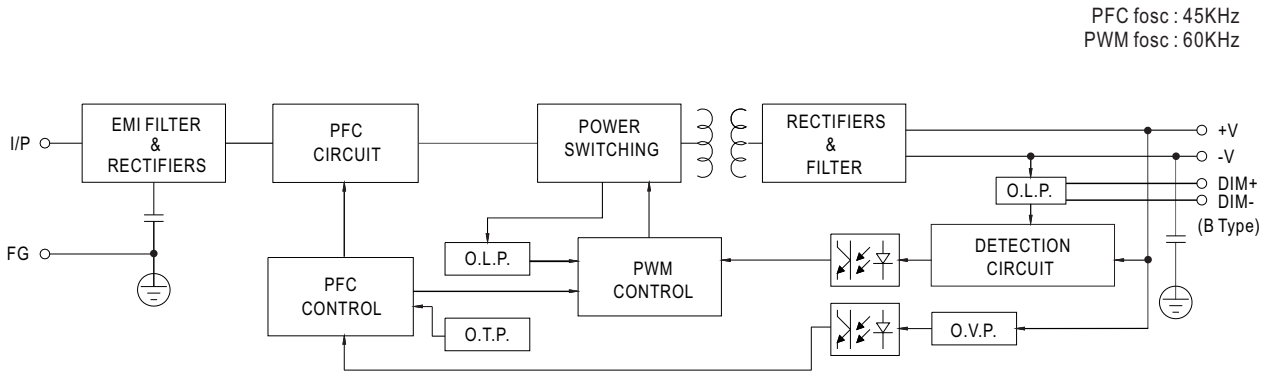 PFC fosc : 45KHz
PWM fosc : 60KHz
I/P
EMI FILTER
&
RECTIFIERS
PFC
CIRCUIT
POWER
SWITCHING
RECTIFIERS
&
FILTER
+V
-V
DIM+
DIM-
(B Type)
O.L.P.
FG
O.L.P.
PFC
CONTROL
PWM
CONTROL
DETECTION
CIRCUIT
O.T.P.
O.V.P.